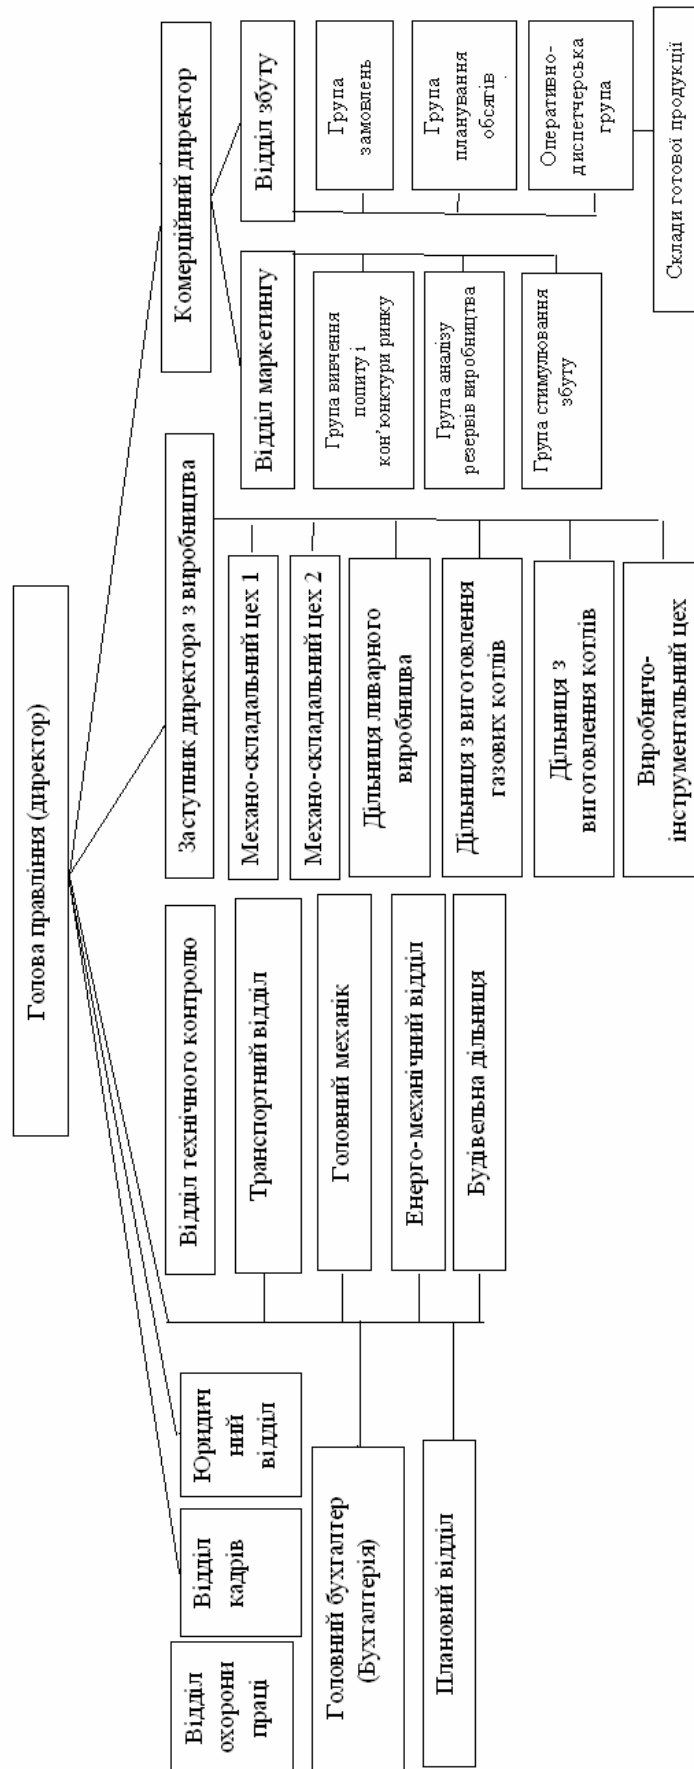 Голова правління (директор)
Відділ
охорони
праці
Відділ
кадрів
Юридич
ний
відділ
Відділ технічного контролю
Заступник директора з виробництва
Комерційний директор
Головний бухгалтер
(Бухгалтерія)
Плановий відділ
Транспортний відділ
Головний механік
Енерго-механічний відділ
Будівельна дільниця
Механо-складальний цех 1
Механо-складальний цех 2
Дільниця ливарного
виробницва
Дільниця з виготовлення
газових котлів
Дільниця з
виготовлення котлів
Виробничо-
інструментальний цех
Відділ маркетингу
Група вивчення
попиту і
кон’юнктури ринку
Група аналізу
резервів виробництва
Група стимулювання
збуту
Відділ збуту
Група
замовлень
Група
планування
обсягів
Оперативно-
диспетчерська
група
Склади готової продукції